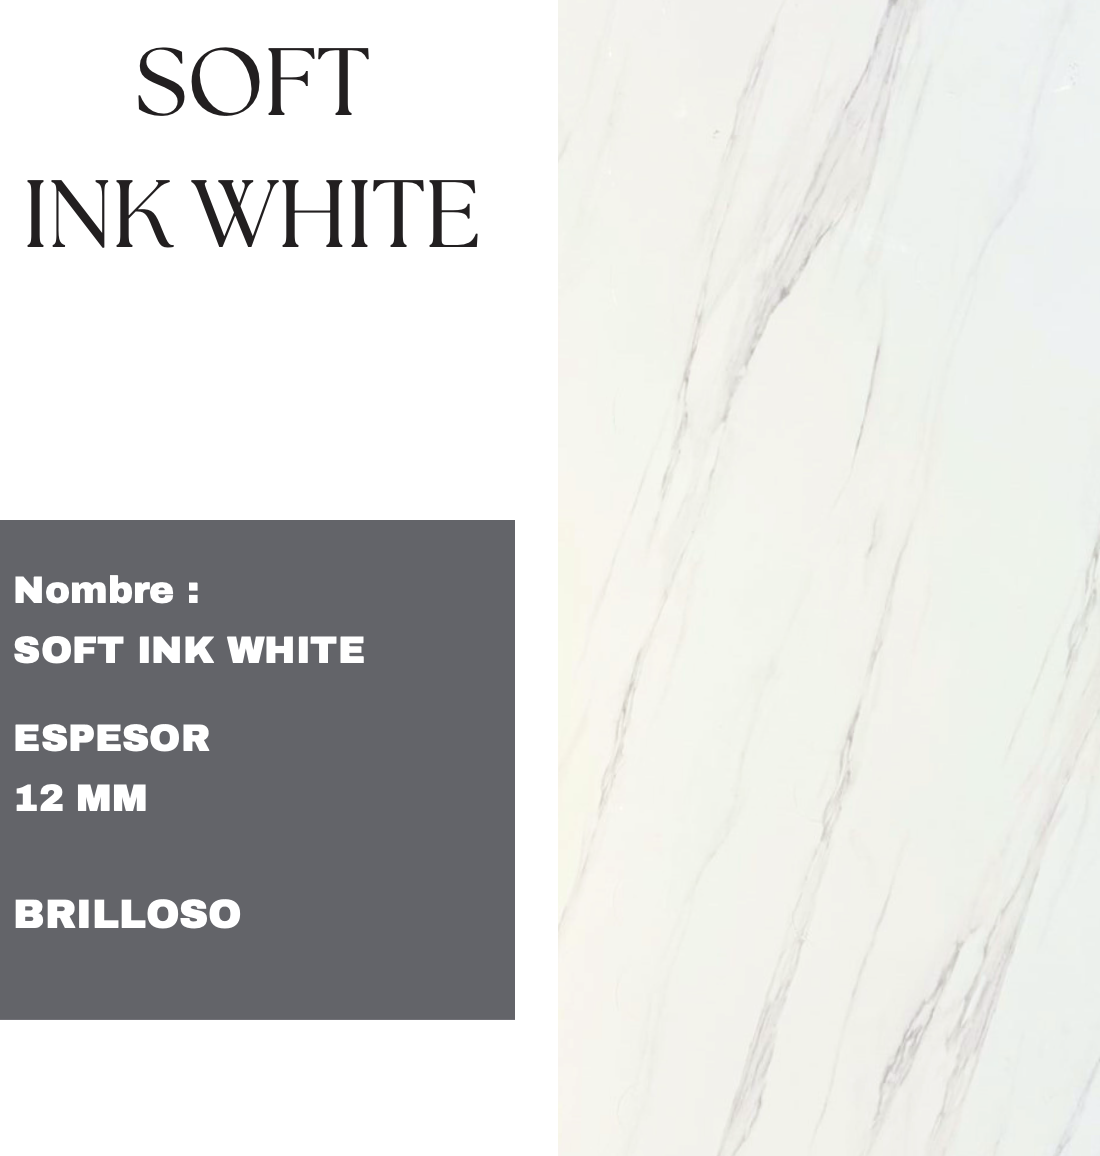 SOFT
INK WHITE
Nombre :
SOFT INK WHITE
ESPESOR
12 MM
BRILLOSO